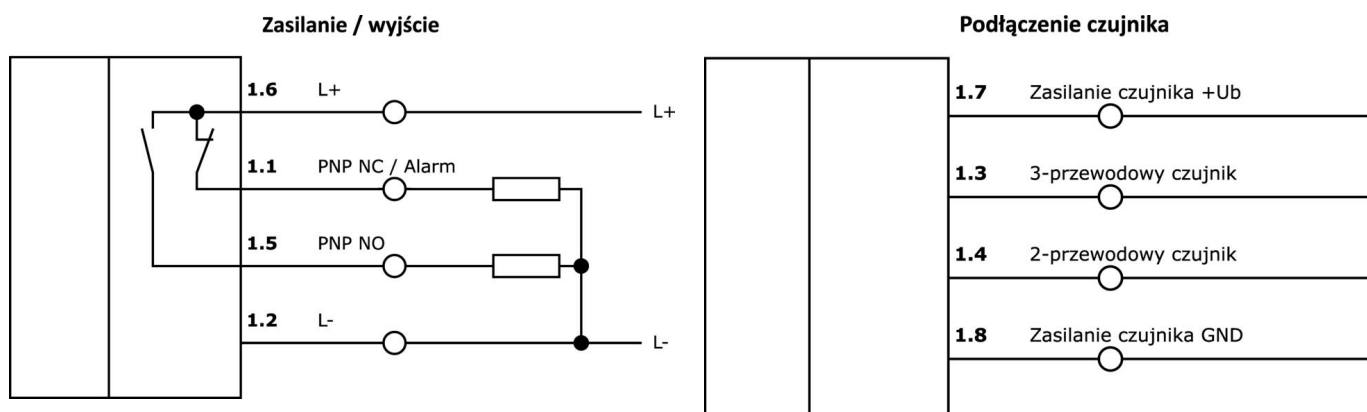 Zasilanie / wyjście
1.6 L+
L+
1.1 PNP NC / Alarm
1.5 PNP NO
1.2 L-
L-
Podłączenie czujnika
1.7 Zasilanie czujnika +Ub
1.3 3-przewodowy czujnik
1.4 2-przewodowy czujnik
1.8 Zasilanie czujnika GND